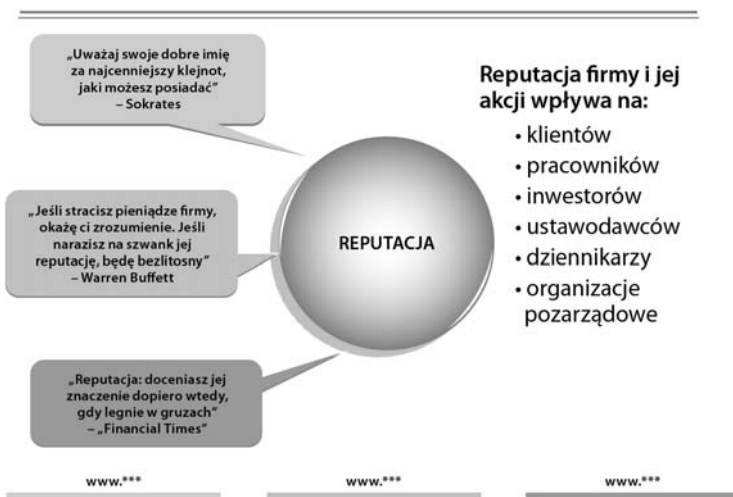 „Uważaj swoje dobre imię
za najcenniejszy klejnot,
jaki możesz posiadać”
– Sokrates
„Jeśli stracisz pieniądze firmy,
okażę ci zrozumienie. Jeśli
narazisz na szwank jej
reputację, będę bezlitosny”
– Warren Buffett
„Reputacja: doceniasz jej
znaczenie dopiero wtedy,
gdy legnie w gruzach”
– „Financial Times”
REPUTACJA
Reputacja firmy i jej
akcji wpływa na:
• klientów
• pracowników
• inwestorów
• ustawodawców
• dziennikarzy
• organizacje
pozarządowe
www.***
www.***
www.***